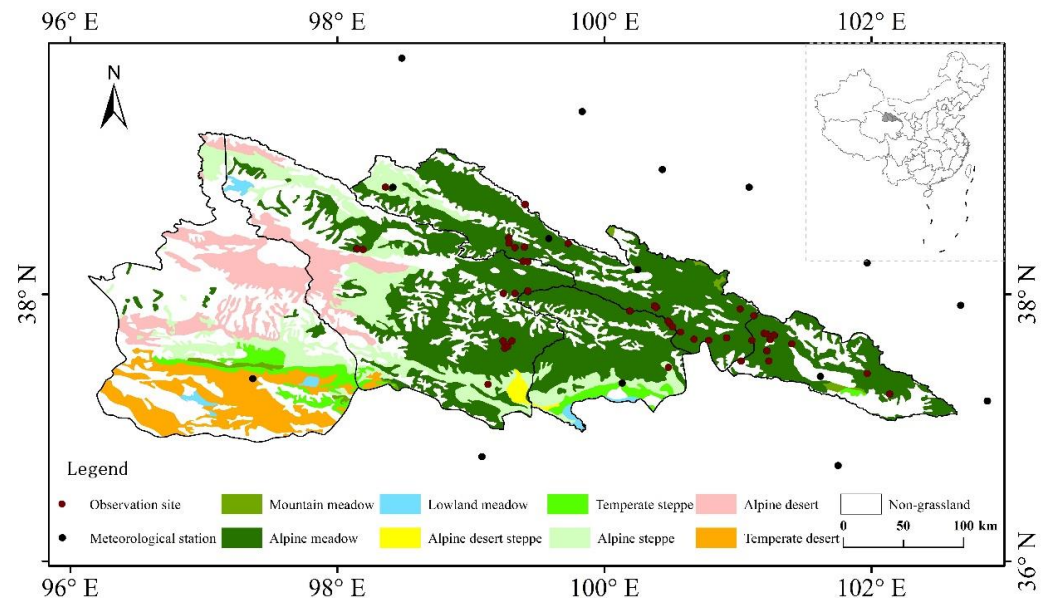 96° E 98° E 100° E 102° E
N
38° N 38° N
Legend
Observation site Mountain meadow Lowland meadow Temperate steppe Alpine desert Non-grassland
0 50 100 km
Meteorological station Alpine meadow Alpine desert steppe Alpine steppe Temperate desert
36° N
96° E 98° E 100° E 102° E